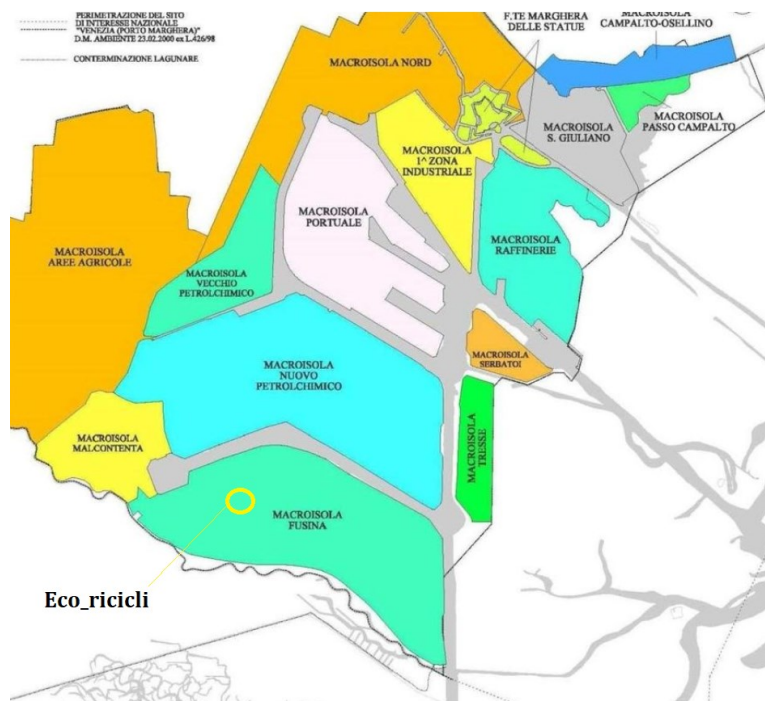 PERIMETRAZIONE DEL SITO
DI INTERESSE NAZIONALE
"VENEZIA (PORTO MARGHERA)
D.M. AMBIENTE 23.02.2000 ex L.426/98
CONTERMINAZIONE LAGUNARE
F.TE MARGHERA
DELLE STATUE
MACROISOLA
CAMPALTO-OSELLINO
MACROISOLA NORD
MACROISOLA
PASSO CAMPALTO
MACROISOLA
S. GIULIANO
MACROISOLA
1^ ZONA
INDUSTRIALE
MACROISOLA
PORTUALE
MACROISOLA
RAFFINERIE
MACROISOLA
AREE AGRICOLE
MACROISOLA
VECCHIO
PETROLCHIMICO
MACROISOLA
SERBATOI
MACROISOLA
NUOVO
PETROLCHIMICO
MACROISOLA
TRESSE
MACROISOLA
MALCONTENTA
MACROISOLA
FUSINA
Eco_ricicli